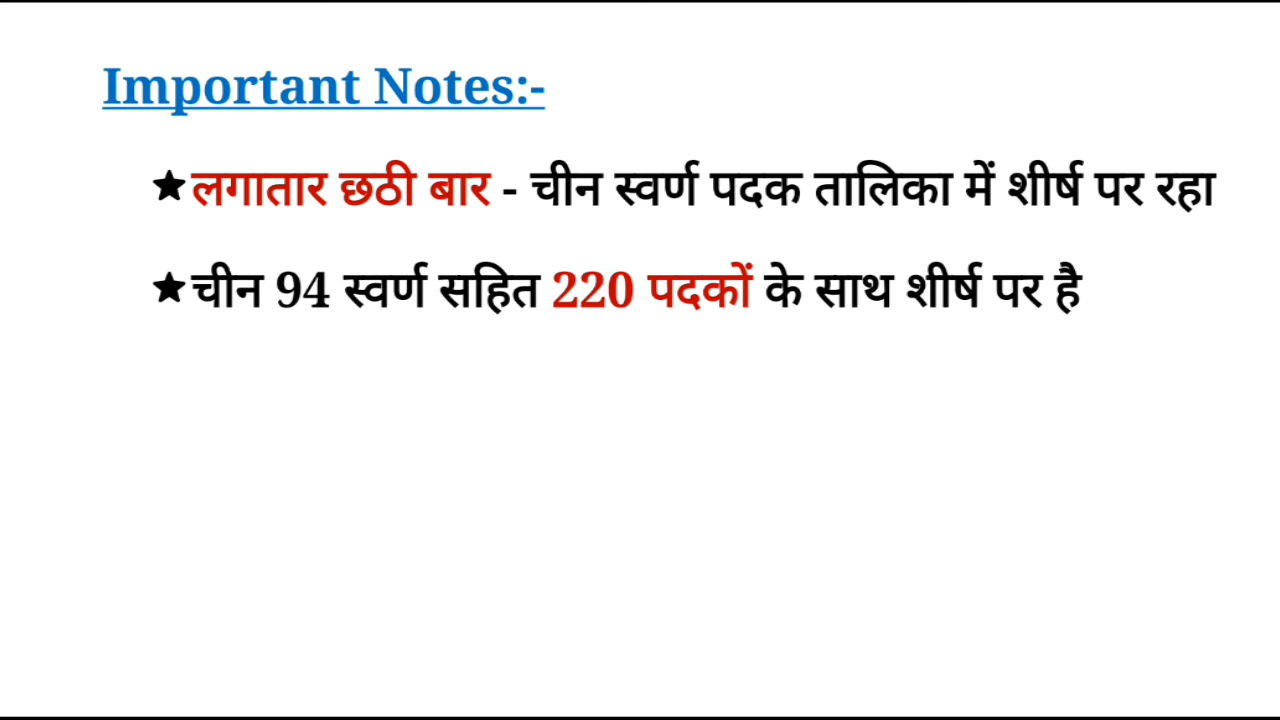 Important Notes:-
★लगातार छठी बार - चीन स्वर्ण पदक तालिका में शीर्ष पर रहा
★चीन 94 स्वर्ण सहित 220 पदकों के साथ शीर्ष पर है